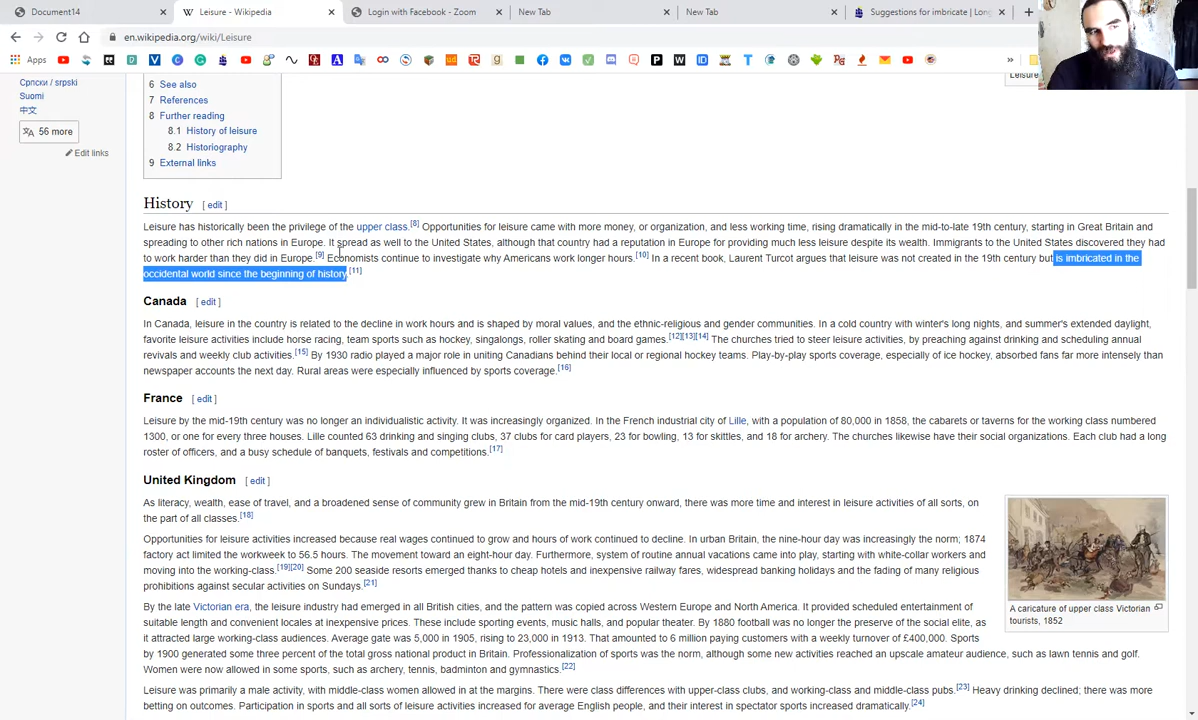 Document14
Leisure - Wikipedia
Login with Facebook - Zoom
New Tab
New Tab
Suggestions for imbricate | Long
en.wikipedia.org/wiki/Leisure
Apps
Српски / srpski
Suomi
中文
56 more
Edit links
6 See also
7 References
8 Further reading
8.1 History of leisure
8.2 Historiography
9 External links
Leisure
History [ edit ]
Leisure has historically been the privilege of the upper class.[8] Opportunities for leisure came with more money, or organization, and less working time, rising dramatically in the mid-to-late 19th century, starting in Great Britain and
spreading to other rich nations in Europe. It spread as well to the United States, although that country had a reputation in Europe for providing much less leisure despite its wealth. Immigrants to the United States discovered they had
to work harder than they did in Europe.[9] Economists continue to investigate why Americans work longer hours.[10] In a recent book, Laurent Turcot argues that leisure was not created in the 19th century but is imbricated in the
occidental world since the beginning of history.[11]
Canada [ edit ]
In Canada, leisure in the country is related to the decline in work hours and is shaped by moral values, and the ethnic-religious and gender communities. In a cold country with winter's long nights, and summer's extended daylight,
favorite leisure activities include horse racing, team sports such as hockey, singalongs, roller skating and board games.[12][13][14] The churches tried to steer leisure activities, by preaching against drinking and scheduling annual
revivals and weekly club activities.[15] By 1930 radio played a major role in uniting Canadians behind their local or regional hockey teams. Play-by-play sports coverage, especially of ice hockey, absorbed fans far more intensely than
newspaper accounts the next day. Rural areas were especially influenced by sports coverage.[16]
France [ edit ]
Leisure by the mid-19th century was no longer an individualistic activity. It was increasingly organized. In the French industrial city of Lille, with a population of 80,000 in 1858, the cabarets or taverns for the working class numbered
1300, or one for every three houses. Lille counted 63 drinking and singing clubs, 37 clubs for card players, 23 for bowling, 13 for skittles, and 18 for archery. The churches likewise have their social organizations. Each club had a long
roster of officers, and a busy schedule of banquets, festivals and competitions.[17]
United Kingdom [ edit ]
As literacy, wealth, ease of travel, and a broadened sense of community grew in Britain from the mid-19th century onward, there was more time and interest in leisure activities of all sorts, on
the part of all classes.[18]
Opportunities for leisure activities increased because real wages continued to grow and hours of work continued to decline. In urban Britain, the nine-hour day was increasingly the norm; 1874
factory act limited the workweek to 56.5 hours. The movement toward an eight-hour day. Furthermore, system of routine annual vacations came into play, starting with white-collar workers and
moving into the working-class.[19][20] Some 200 seaside resorts emerged thanks to cheap hotels and inexpensive railway fares, widespread banking holidays and the fading of many religious
prohibitions against secular activities on Sundays.[21]
By the late Victorian era, the leisure industry had emerged in all British cities, and the pattern was copied across Western Europe and North America. It provided scheduled entertainment of
suitable length and convenient locales at inexpensive prices. These include sporting events, music halls, and popular theater. By 1880 football was no longer the preserve of the social elite, as
it attracted large working-class audiences. Average gate was 5,000 in 1905, rising to 23,000 in 1913. That amounted to 6 million paying customers with a weekly turnover of £400,000. Sports
by 1900 generated some three percent of the total gross national product in Britain. Professionalization of sports was the norm, although some new activities reached an upscale amateur audience, such as lawn tennis and golf.
Women were now allowed in some sports, such as archery, tennis, badminton and gymnastics.[22]
Leisure was primarily a male activity, with middle-class women allowed in at the margins. There were class differences with upper-class clubs, and working-class and middle-class pubs.[23] Heavy drinking declined; there was more
betting on outcomes. Participation in sports and all sorts of leisure activities increased for average English people, and their interest in spectator sports increased dramatically.[24]
A caricature of upper class Victorian
tourists, 1852